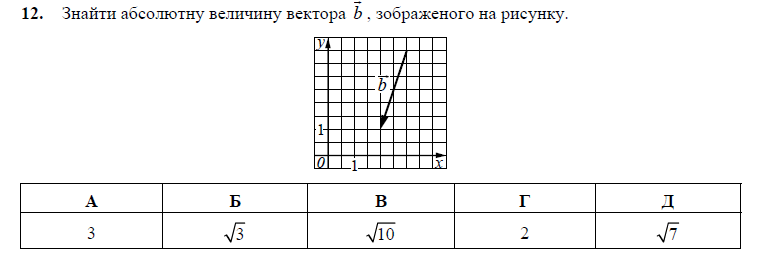 12. Знайти абсолютну величину вектора b⃗ , зображеного на рисунку.
y
b⃗
1
0 1 x
А Б В Г Д
3 √3 √10 2 √7